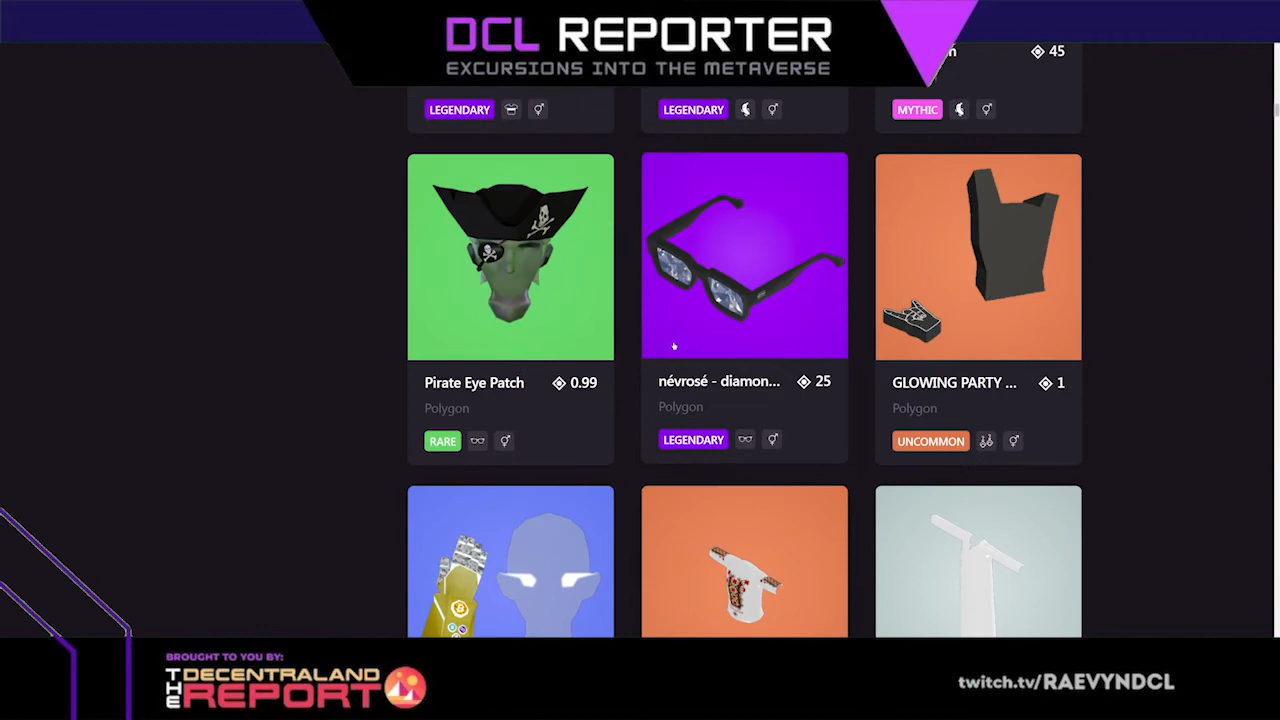 DCL REPORTER
EXCURSIONS INTO THE METAVERSE
45
LEGENDARY
LEGENDARY
MYTHIC
Pirate Eye Patch
0.99
Polygon
RARE
névrosé - diamon...
25
Polygon
LEGENDARY
GLOWING PARTY ...
1
Polygon
UNCOMMON
BROUGHT TO YOU BY:
THE DECENTRALAND
REPORT
twitch.tv/RAEVYNDCL